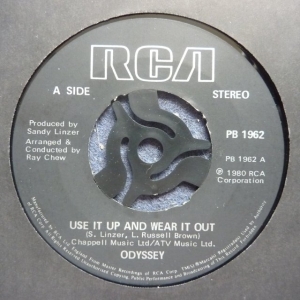 RCA
A SIDE
STEREO
Produced by
Sandy Linzer
Arranged &
Conducted by
Ray Chew
PB 1962
PB 1962 A
℗ 1980 RCA
Corporation
USE IT UP AND WEAR IT OUT
(S. Linzer, L. Russell Brown)
Chappell Music Ltd/ATV Music Ltd.
ODYSSEY